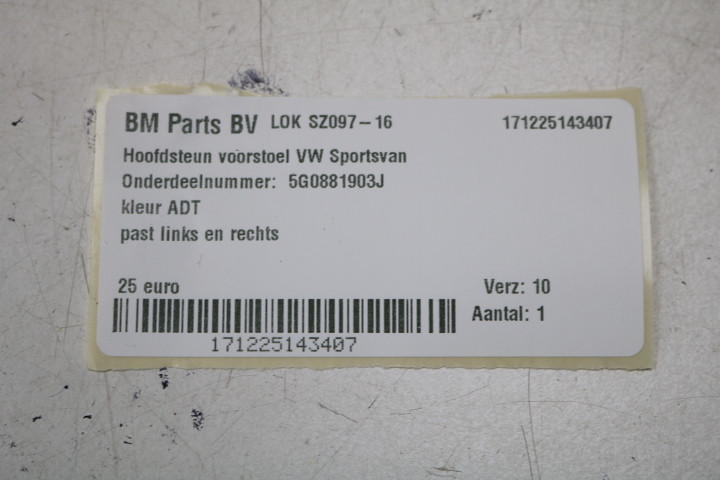 BM Parts BV LOK SZ097-16 171225143407
Hoofdsteun voorstoel VW Sportsvan
Onderdeelnummer: 5G0881903J
kleur ADT
past links en rechts
25 euro Verz: 10
Aantal: 1
171225143407